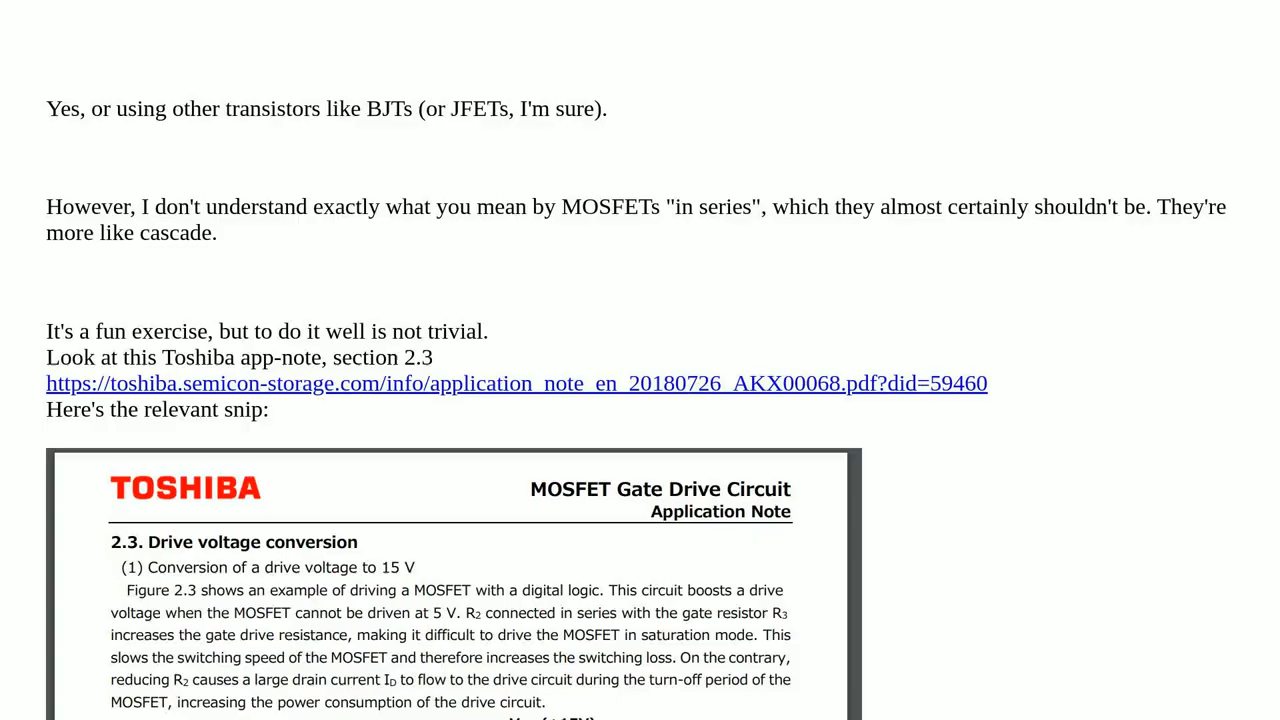 Yes, or using other transistors like BJTs (or JFETs, I'm sure).
However, I don't understand exactly what you mean by MOSFETs "in series", which they almost certainly shouldn't be. They're
more like cascade.
It's a fun exercise, but to do it well is not trivial.
Look at this Toshiba app-note, section 2.3
https://toshiba.semicon-storage.com/info/application_note_en_20180726_AKX00068.pdf?did=59460
Here's the relevant snip:
TOSHIBA
MOSFET Gate Drive Circuit
Application Note
2.3. Drive voltage conversion
(1) Conversion of a drive voltage to 15 V
Figure 2.3 shows an example of driving a MOSFET with a digital logic. This circuit boosts a drive
voltage when the MOSFET cannot be driven at 5 V. R2 connected in series with the gate resistor R3
increases the gate drive resistance, making it difficult to drive the MOSFET in saturation mode. This
slows the switching speed of the MOSFET and therefore increases the switching loss. On the contrary,
reducing R2 causes a large drain current ID to flow to the drive circuit during the turn-off period of the
MOSFET, increasing the power consumption of the drive circuit.